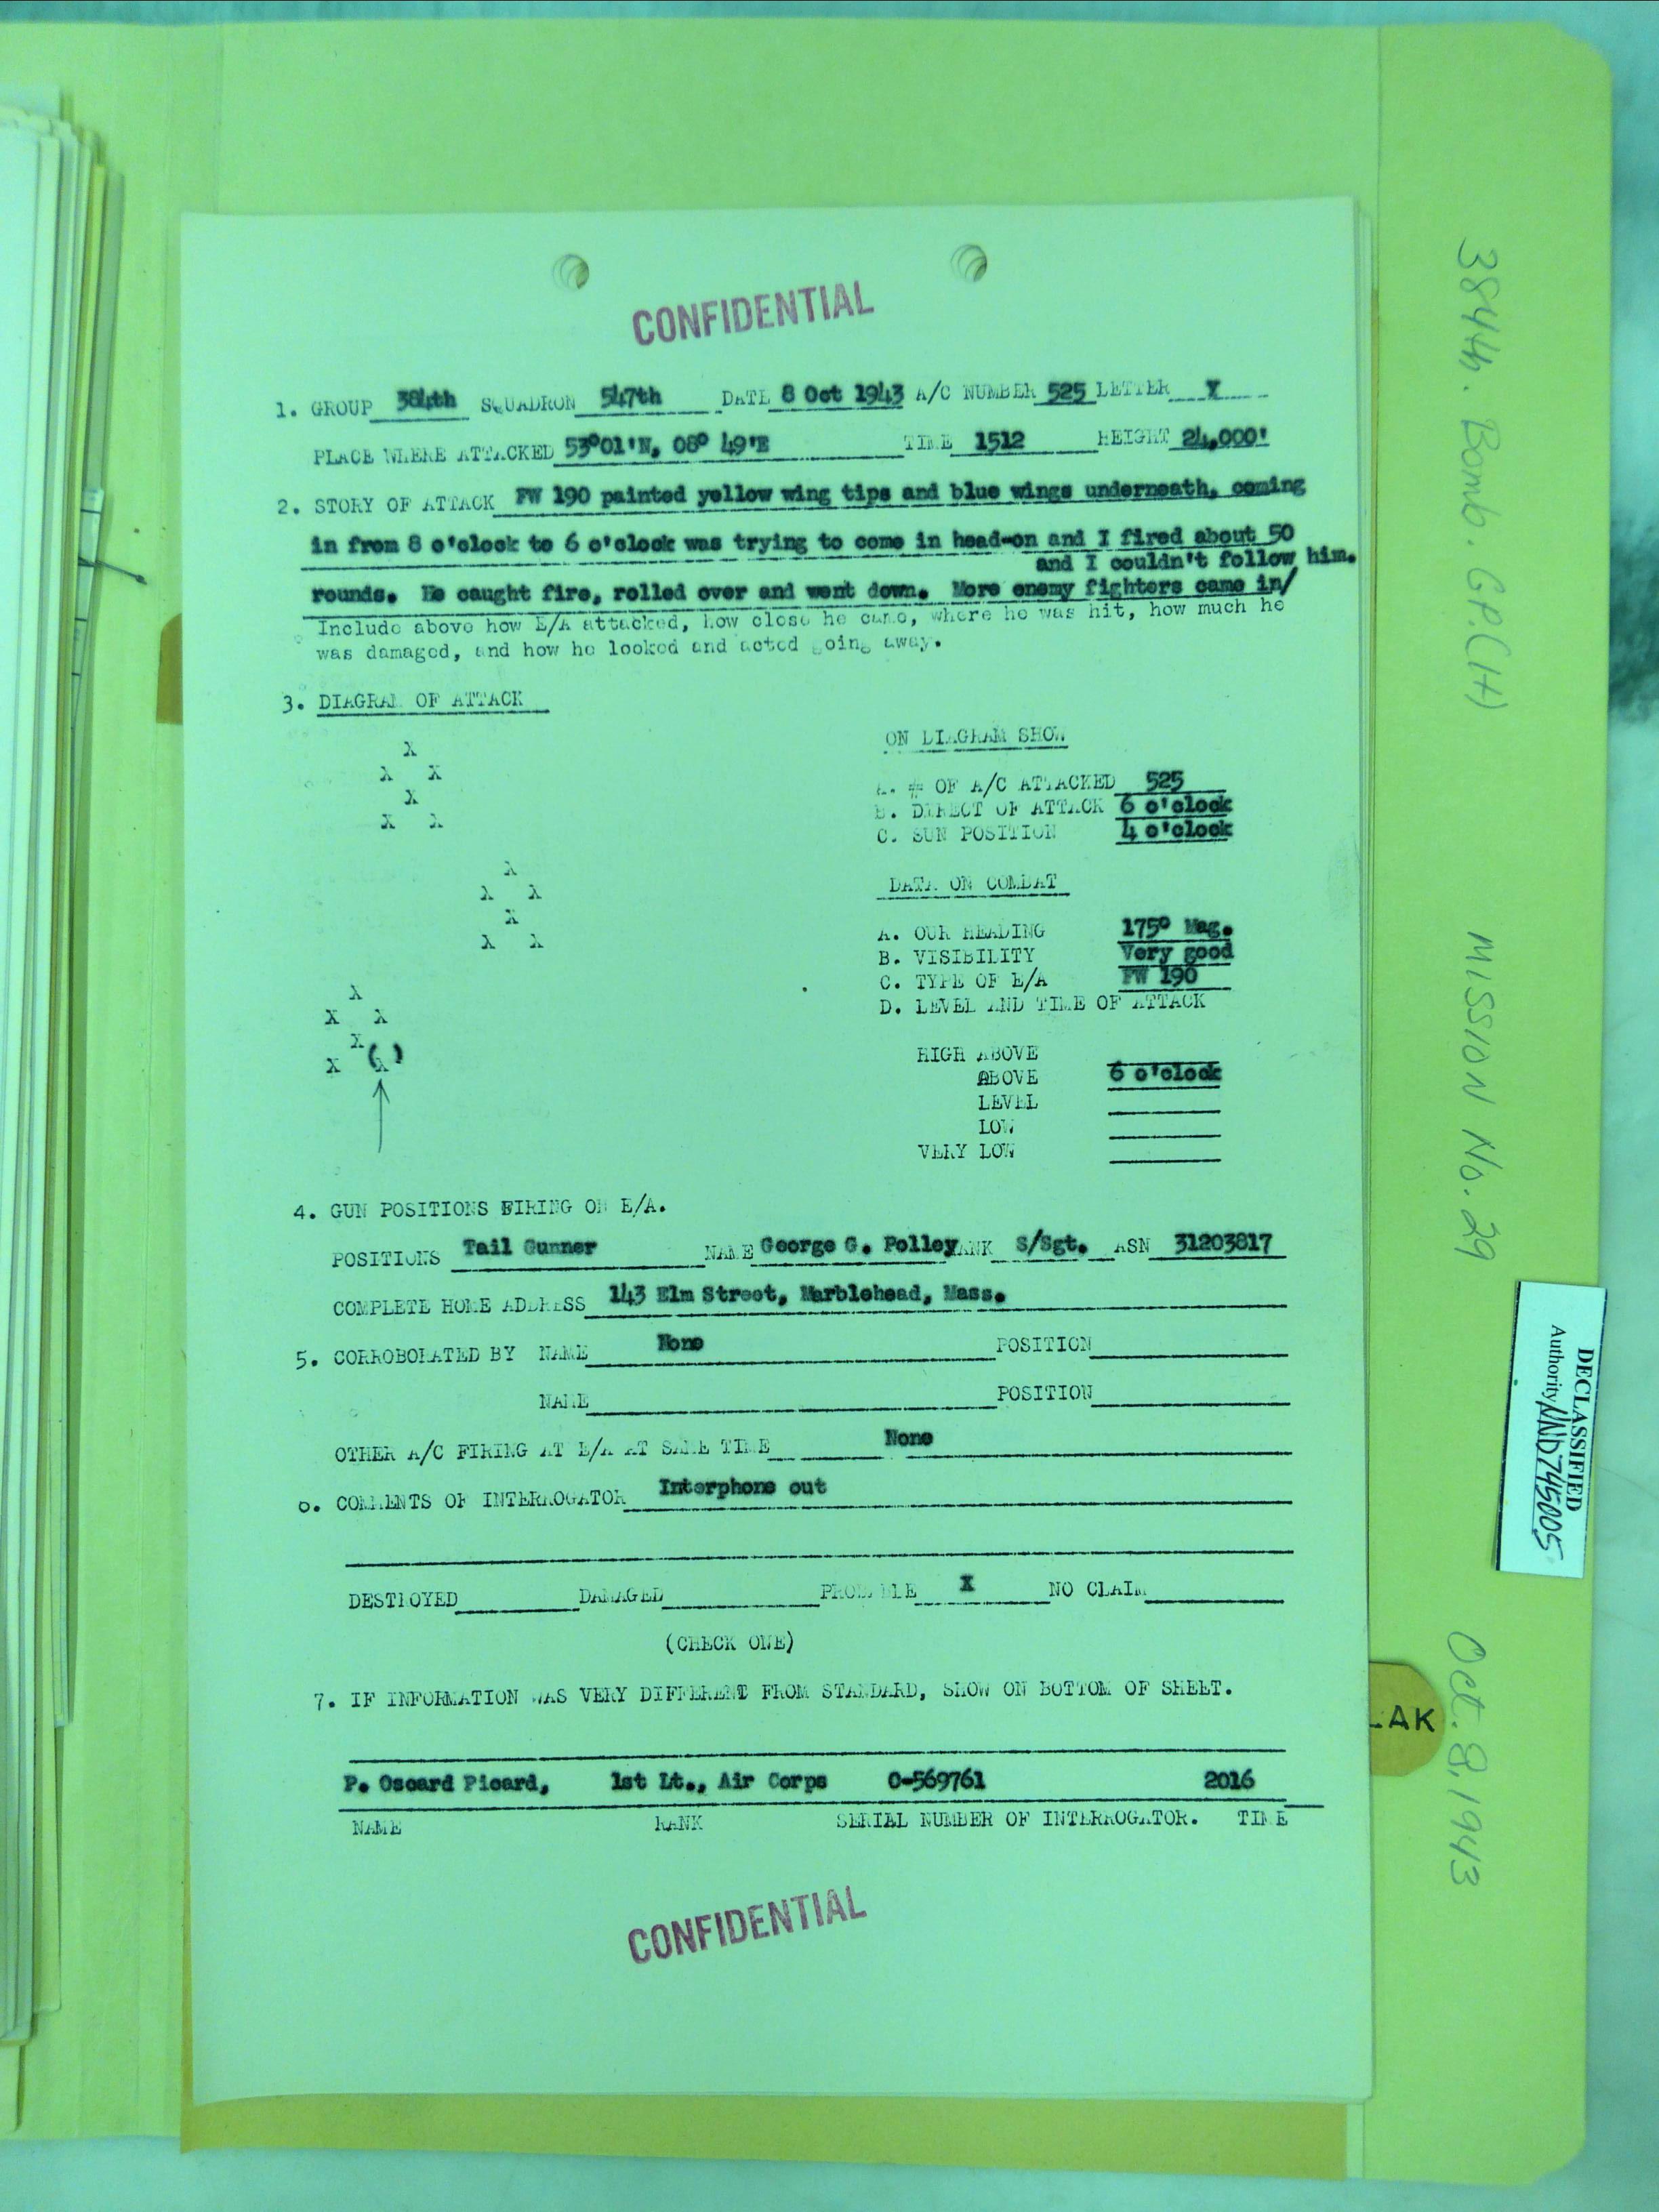 CONFIDENTIAL
1. GROUP 384th SQUADRON 547th DATE 8 Oct 1943 A/C NUMBER 525 LETTER X
PLACE WHERE ATTACKED 53°01'N, 08° 49'E TIME 1512 HEIGHT 24,000'
2. STORY OF ATTACK FW 190 painted yellow wing tips and blue wings underneath, coming
in from 8 o'clock to 6 o'clock was trying to come in head-on and I fired about 50
and I couldn't follow him.
rounds. He caught fire, rolled over and went down. More enemy fighters came in/
Include above how E/A attacked, how close he came, where he was hit, how much he
was damaged, and how he looked and acted going away.
3. DIAGRAM OF ATTACK
ON DIAGRAM SHOW
X
X X
X
X X
A. # OF A/C ATTACKED 525
B. DIRECT OF ATTACK 6 o'clock
C. SUN POSITION 4 o'clock
X
X X
X
X X
DATA ON COMBAT
A. OUR HEADING 175° Mag.
B. VISIBILITY Very good
C. TYPE OF E/A FW 190
D. LEVEL AND TIME OF ATTACK
X
X X
X
X (X)
HIGH ABOVE
ABOVE 6 o'clock
LEVEL
LOW
VERY LOW
4. GUN POSITIONS FIRING ON E/A.
POSITIONS Tail Gunner NAME George G. Polley RANK S/Sgt. ASN 31203817
COMPLETE HOME ADDRESS 143 Elm Street, Marblehead, Mass.
5. CORROBORATED BY NAME None POSITION
NAME POSITION
OTHER A/C FIRING AT E/A AT SAME TIME None
6. COMMENTS OF INTERROGATOR Interphone out
DESTROYED DAMAGED PROBABLE X NO CLAIM
(CHECK ONE)
7. IF INFORMATION WAS VERY DIFFERENT FROM STANDARD, SHOW ON BOTTOM OF SHEET.
P. Oscard Picard, 1st Lt., Air Corps O-569761 2016
NAME RANK SERIAL NUMBER OF INTERROGATOR. TIME
CONFIDENTIAL
384th. Bomb. GP.(H) MISSION No. 29 Oct. 8, 1943
DECLASSIFIED
Authority NND745005
LAK